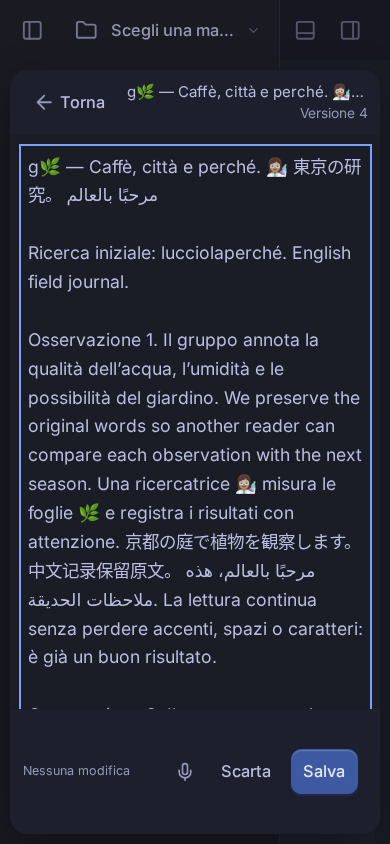 Scegli una ma...
Torna
g🌿 — Caffè, città e perché. 👩🏽‍🔬...
Versione 4
g🌿 — Caffè, città e perché. 👩🏽‍🔬 東京の研
究。 مرحبًا بالعالم
Ricerca iniziale: lucciolaperché. English
field journal.
Osservazione 1. Il gruppo annota la
qualità dell’acqua, l’umidità e le
possibilità del giardino. We preserve the
original words so another reader can
compare each observation with the next
season. Una ricercatrice 👩🏽‍🔬 misura le
foglie 🌿 e registra i risultati con
attenzione. 京都の庭で植物を観察します。
中文记录保留原文。 مرحبًا بالعالم، هذه
ملاحظات الحديقة. La lettura continua
senza perdere accenti, spazi o caratteri:
è già un buon risultato.
Nessuna modifica
Scarta
Salva